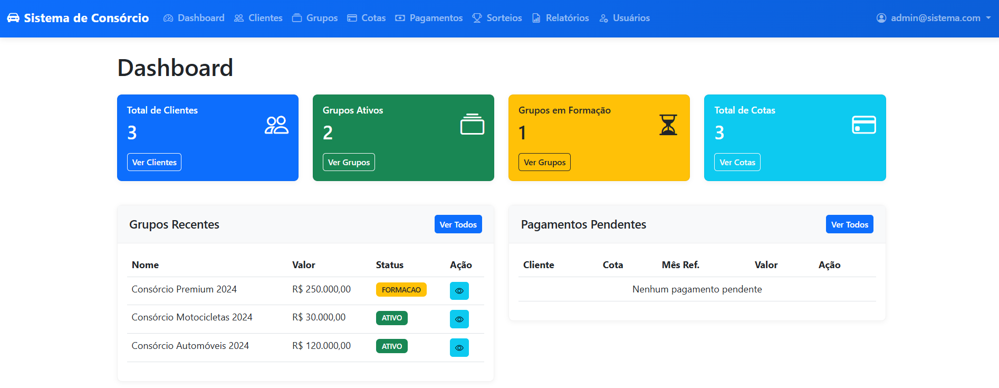 Sistema de Consórcio Dashboard Clientes Grupos Cotas Pagamentos Sorteios Relatórios Usuários admin@sistema.com
Dashboard
Total de Clientes
3
Ver Clientes
Grupos Ativos
2
Ver Grupos
Grupos em Formação
1
Ver Grupos
Total de Cotas
3
Ver Cotas
Grupos Recentes Ver Todos
Nome Valor Status Ação
Consórcio Premium 2024 R$ 250.000,00 FORMACAO
Consórcio Motocicletas 2024 R$ 30.000,00 ATIVO
Consórcio Automóveis 2024 R$ 120.000,00 ATIVO
Pagamentos Pendentes Ver Todos
Cliente Cota Mês Ref. Valor Ação
Nenhum pagamento pendente